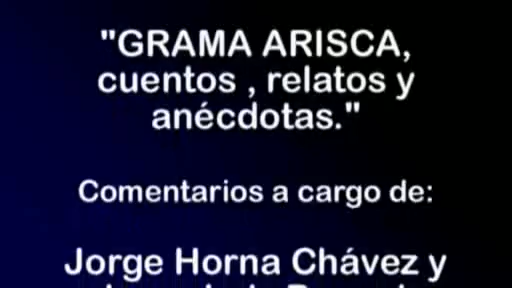 "GRAMA ARISCA,
cuentos , relatos y
anécdotas."
Comentarios a cargo de:
Jorge Horna Chávez y